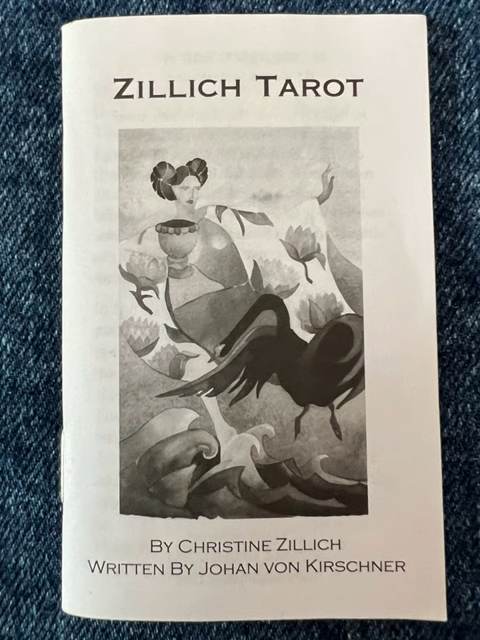 ZILLICH TAROT
BY CHRISTINE ZILLICH
WRITTEN BY JOHAN VON KIRSCHNER